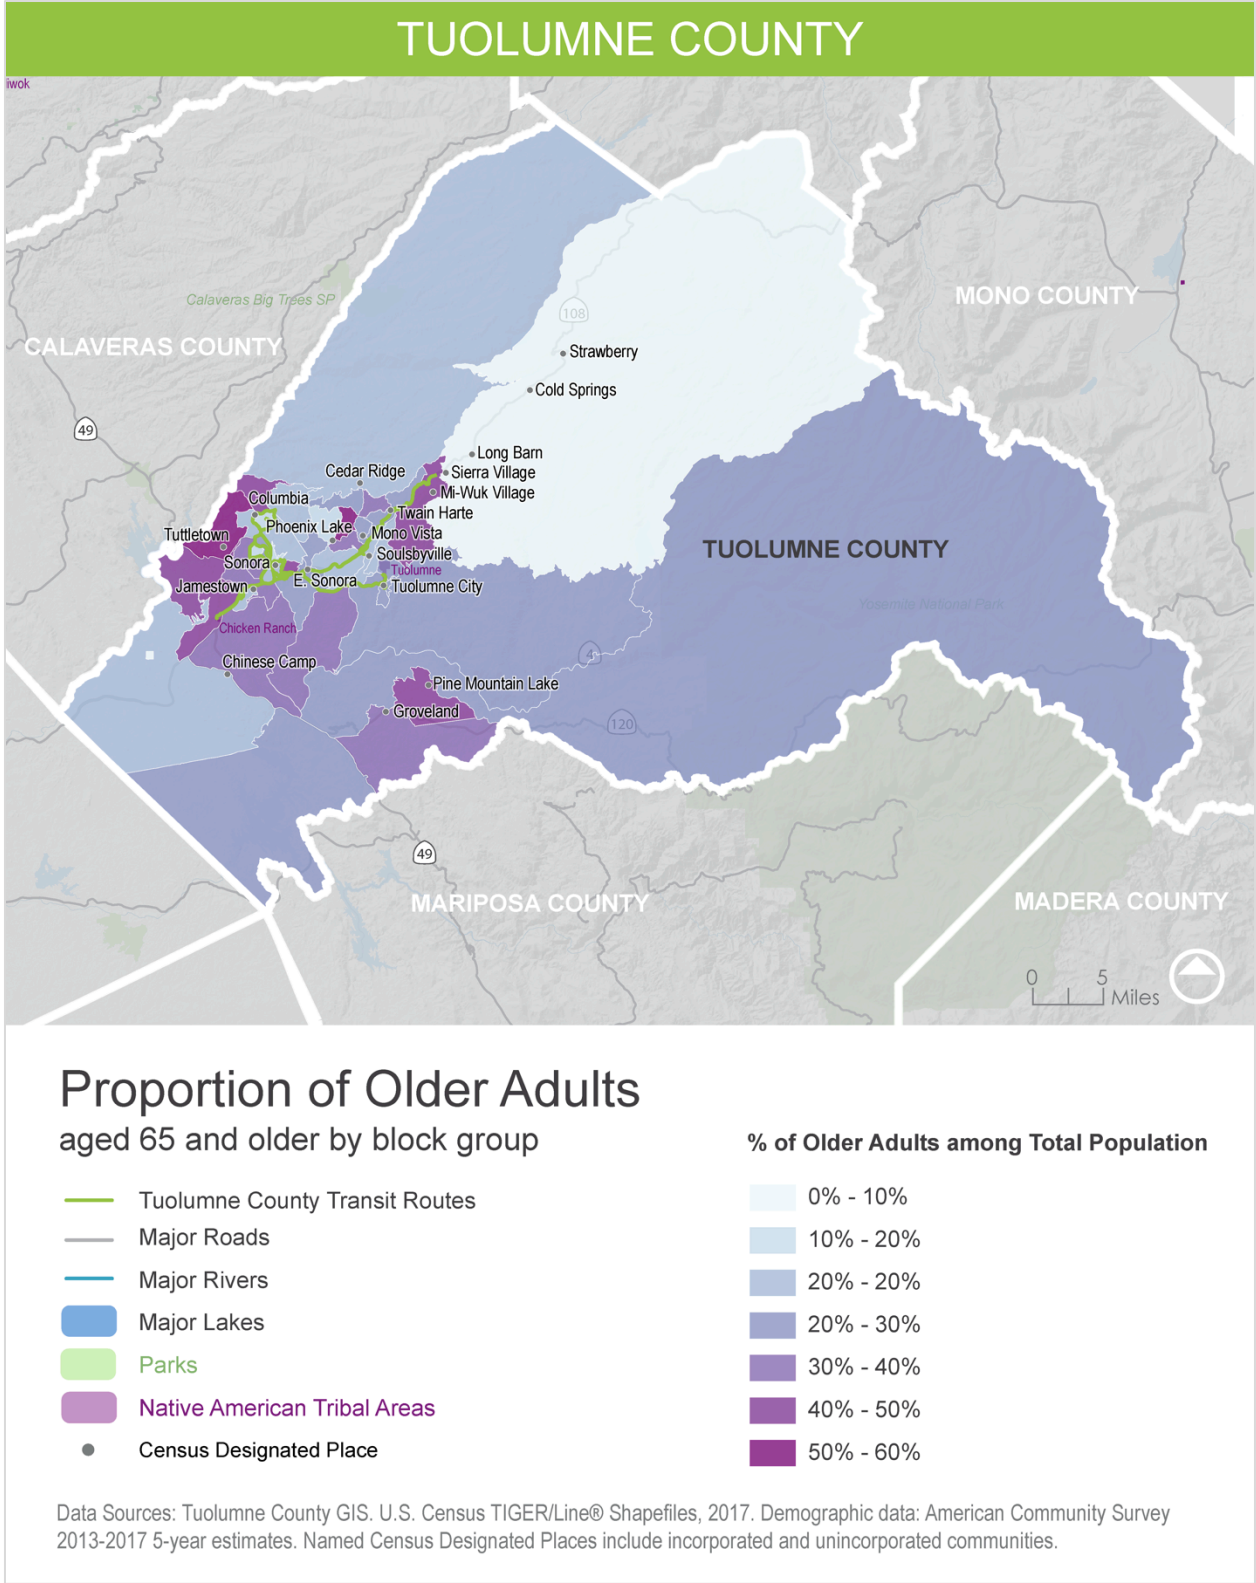 TUOLUMNE COUNTY
iwok
Calaveras Big Trees SP
MONO COUNTY
108
CALAVERAS COUNTY
Strawberry
Cold Springs
49
Long Barn
Cedar Ridge
Sierra Village
Mi-Wuk Village
Columbia
Twain Harte
Phoenix Lake
Tuttletown
Mono Vista
TUOLUMNE COUNTY
Soulsbyville
Sonora
Tuolumne
E. Sonora
Jamestown
Tuolumne City
Yosemite National Park
Chicken Ranch
4
Chinese Camp
Pine Mountain Lake
Groveland
120
49
MARIPOSA COUNTY
MADERA COUNTY
0 5
Miles
Proportion of Older Adults
aged 65 and older by block group
% of Older Adults among Total Population
Tuolumne County Transit Routes
Major Roads
Major Rivers
Major Lakes
Parks
Native American Tribal Areas
Census Designated Place
0% - 10%
10% - 20%
20% - 20%
20% - 30%
30% - 40%
40% - 50%
50% - 60%
Data Sources: Tuolumne County GIS. U.S. Census TIGER/Line® Shapefiles, 2017. Demographic data: American Community Survey
2013-2017 5-year estimates. Named Census Designated Places include incorporated and unincorporated communities.